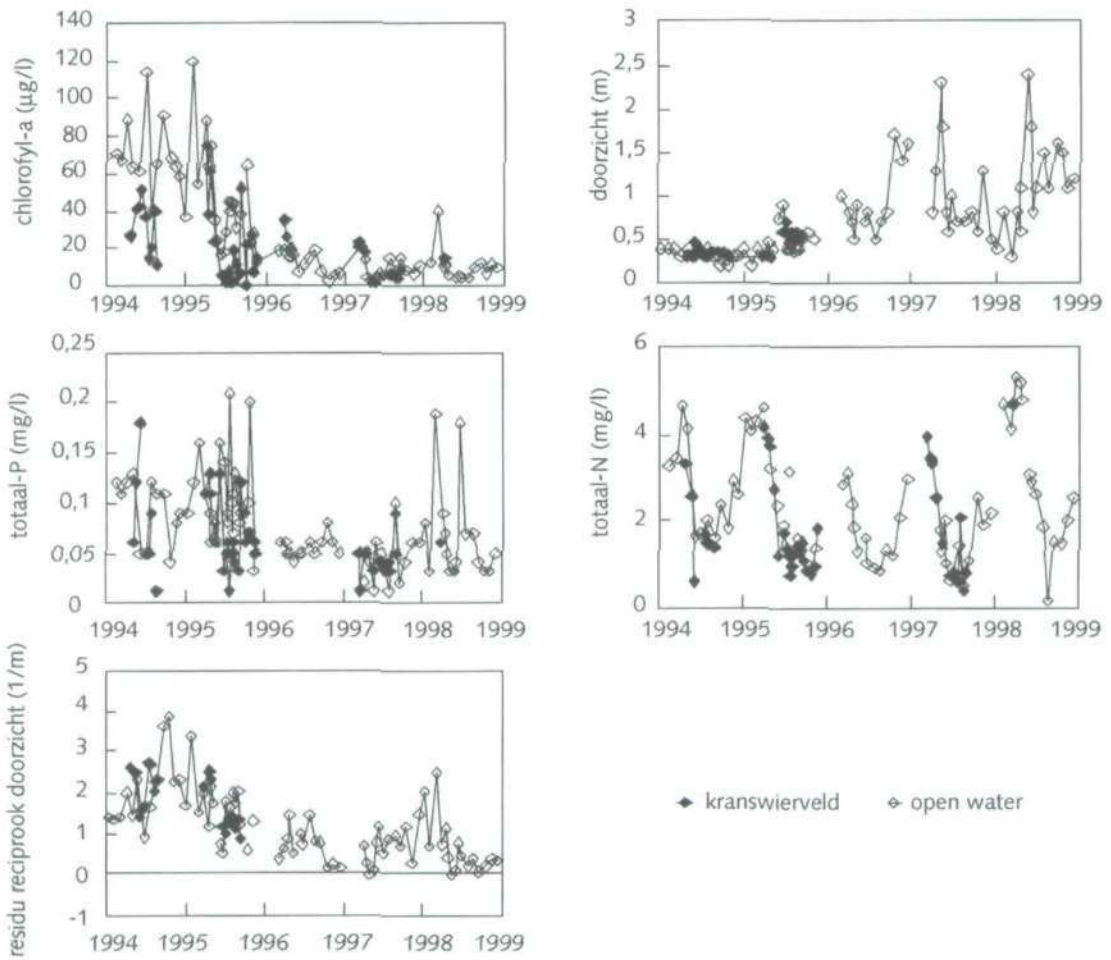 chlorofyl-a (µg/l)
140
120
100
80
60
40
20
0
1994 1995 1996 1997 1998 1999
doorzicht (m)
3
2,5
2
1,5
1
0,5
0
1994 1995 1996 1997 1998 1999
totaal-P (mg/l)
0,25
0,2
0,15
0,1
0,05
0
1994 1995 1996 1997 1998 1999
totaal-N (mg/l)
6
4
2
0
1994 1995 1996 1997 1998 1999
residu reciprook doorzicht (1/m)
5
4
3
2
1
0
-1
1994 1995 1996 1997 1998 1999
kranswierveld
open water